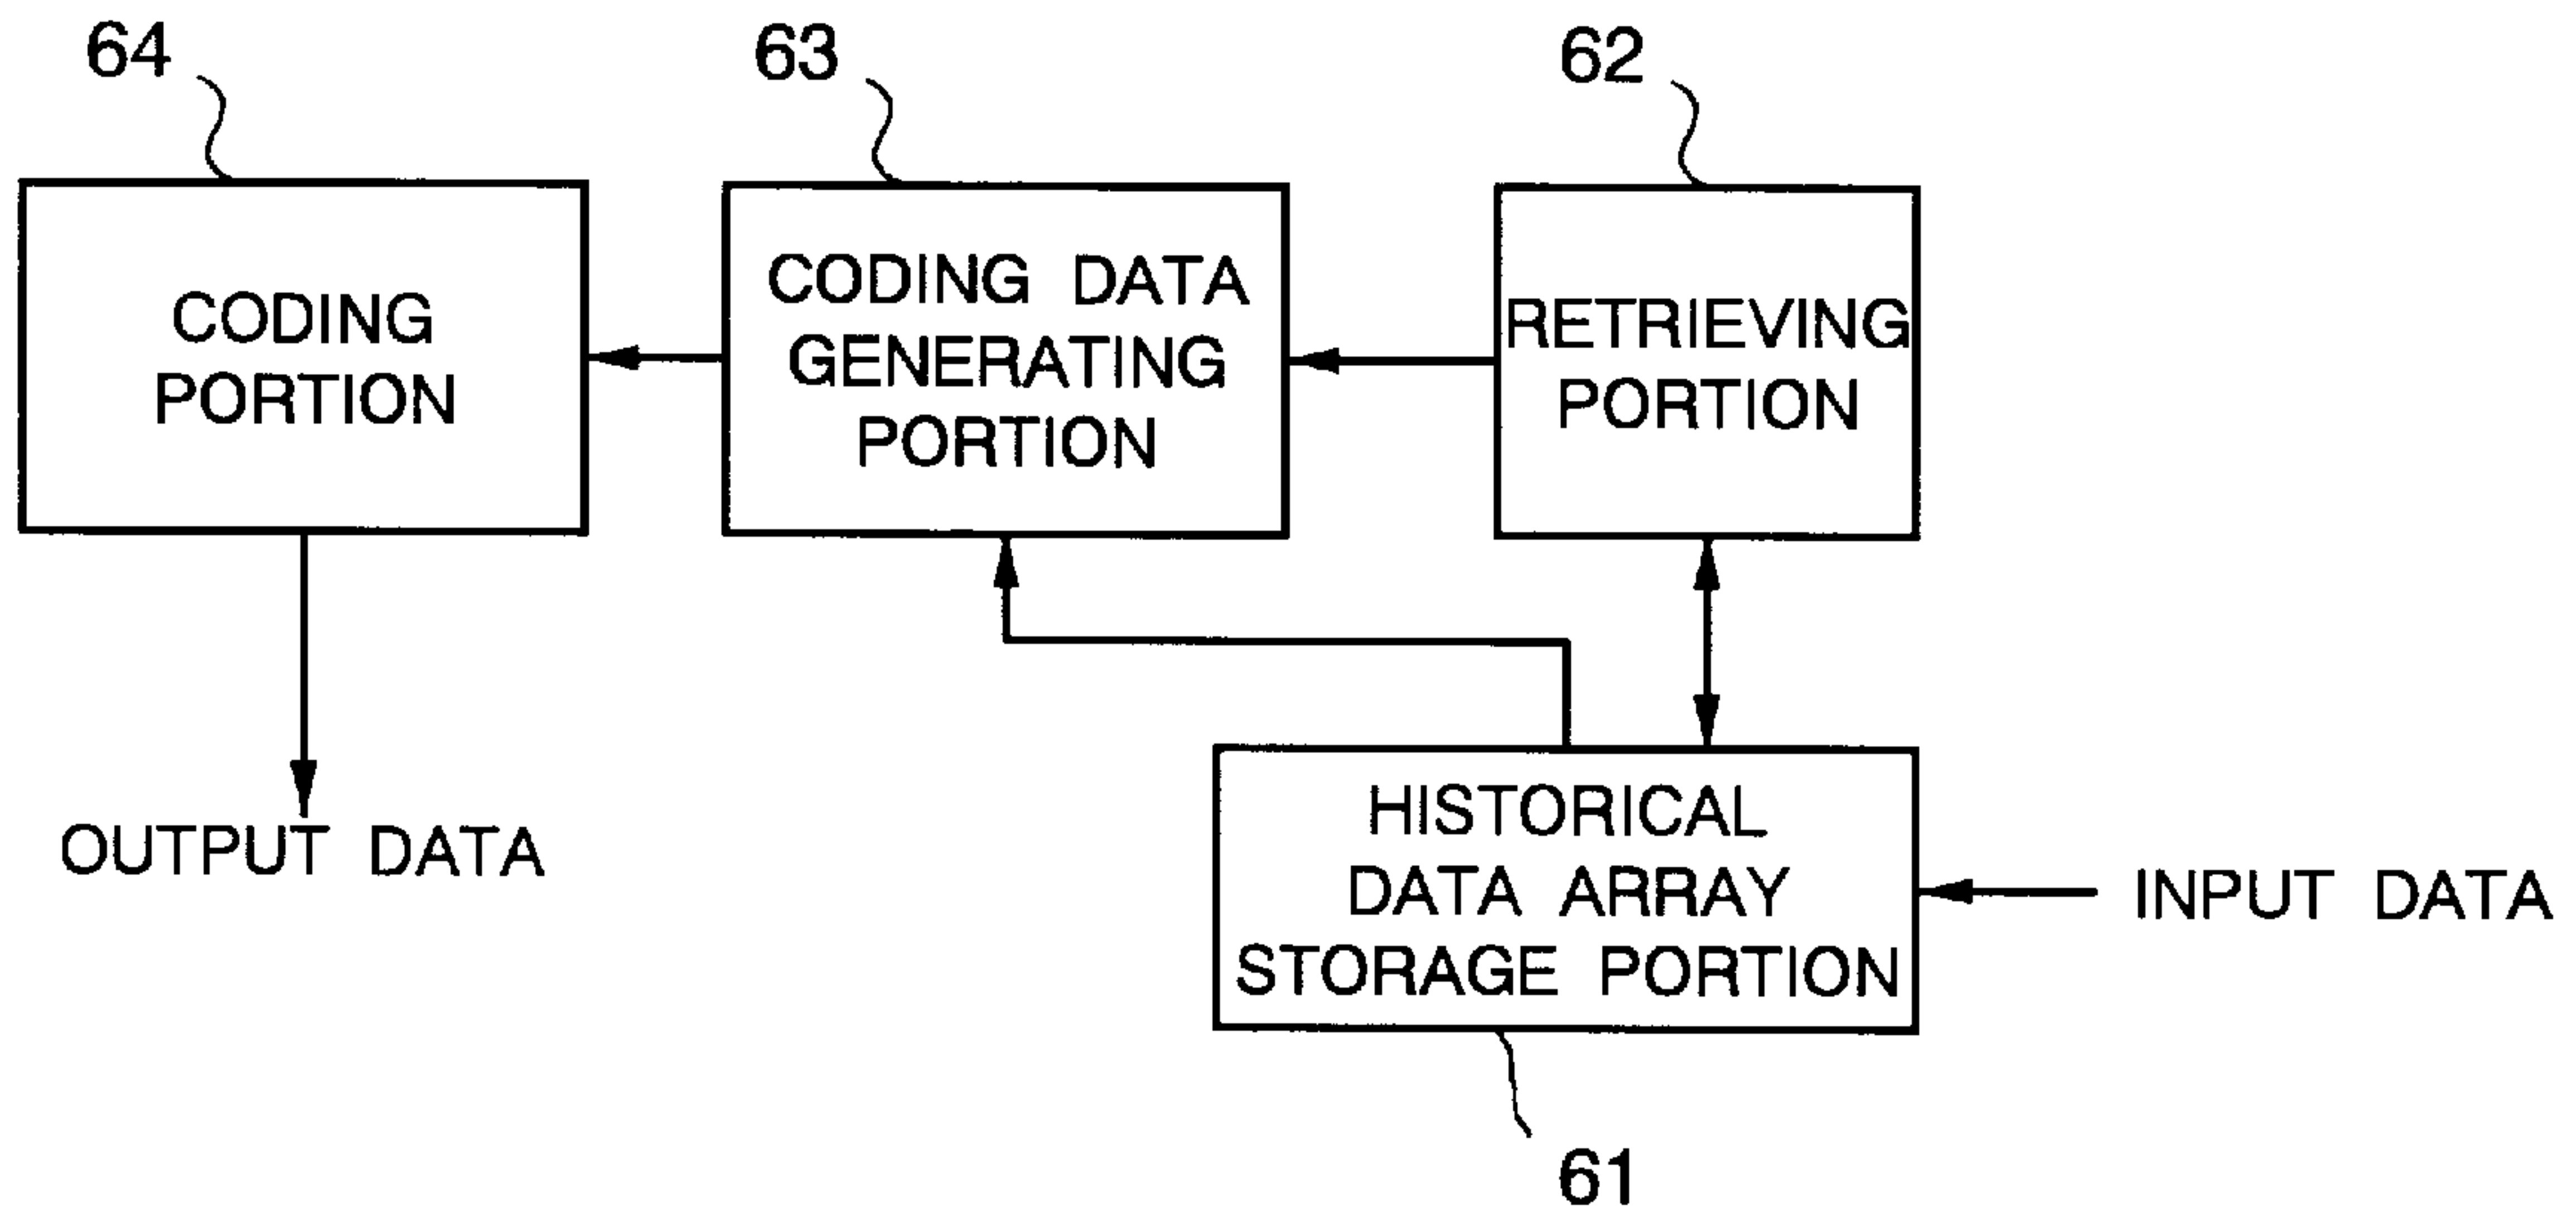 64
63
62
CODING
PORTION
CODING DATA
GENERATING
PORTION
RETRIEVING
PORTION
OUTPUT DATA
HISTORICAL
DATA ARRAY
STORAGE PORTION
INPUT DATA
61